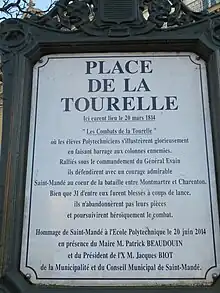 PLACE
DE LA
TOURELLE
Ici eurent lieu le 20 mars 1814
"Les Combats de la Tourelle"
où les élèves Polytechniciens s'illustrèrent glorieusement
en faisant barrage aux colonnes ennemies.
Ralliés sous le commandement du Général Evain
ils défendirent avec un courage admirable
Saint-Mandé au coeur de la bataille entre Montmartre et Charenton.
Bien que 31 d'entre eux furent blessés à coups de lance,
ils n'abandonnèrent pas leurs pièces
et poursuivirent héroïquement le combat.
Hommage de Saint-Mandé à l'Ecole Polytechnique le 20 juin 2014
en présence du Maire M. Patrick BEAUDOUIN
et du Président de l'X M. Jacques BIOT
de la Municipalité et du Conseil Municipal de Saint-Mandé.